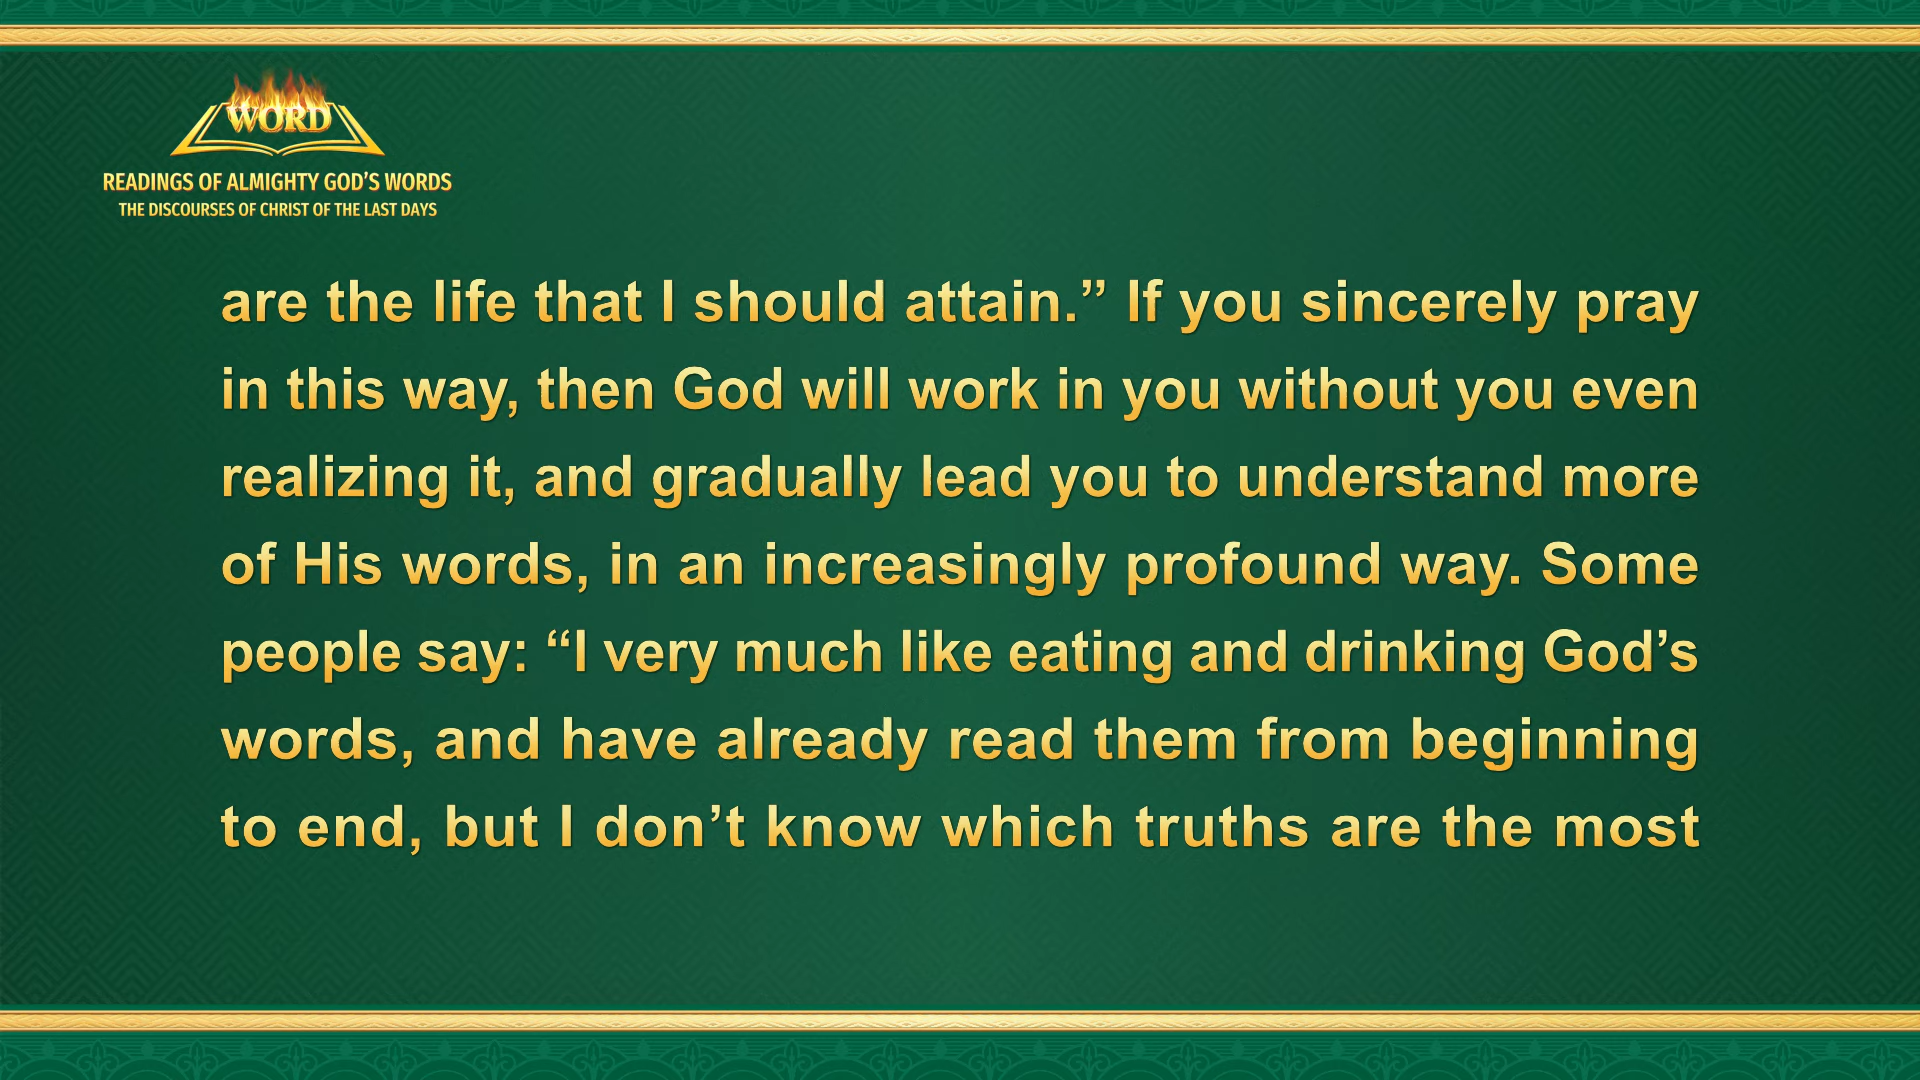 WORD
READINGS OF ALMIGHTY GOD’S WORDS
THE DISCOURSES OF CHRIST OF THE LAST DAYS
are the life that I should attain.” If you sincerely pray
in this way, then God will work in you without you even
realizing it, and gradually lead you to understand more
of His words, in an increasingly profound way. Some
people say: “I very much like eating and drinking God’s
words, and have already read them from beginning
to end, but I don’t know which truths are the most